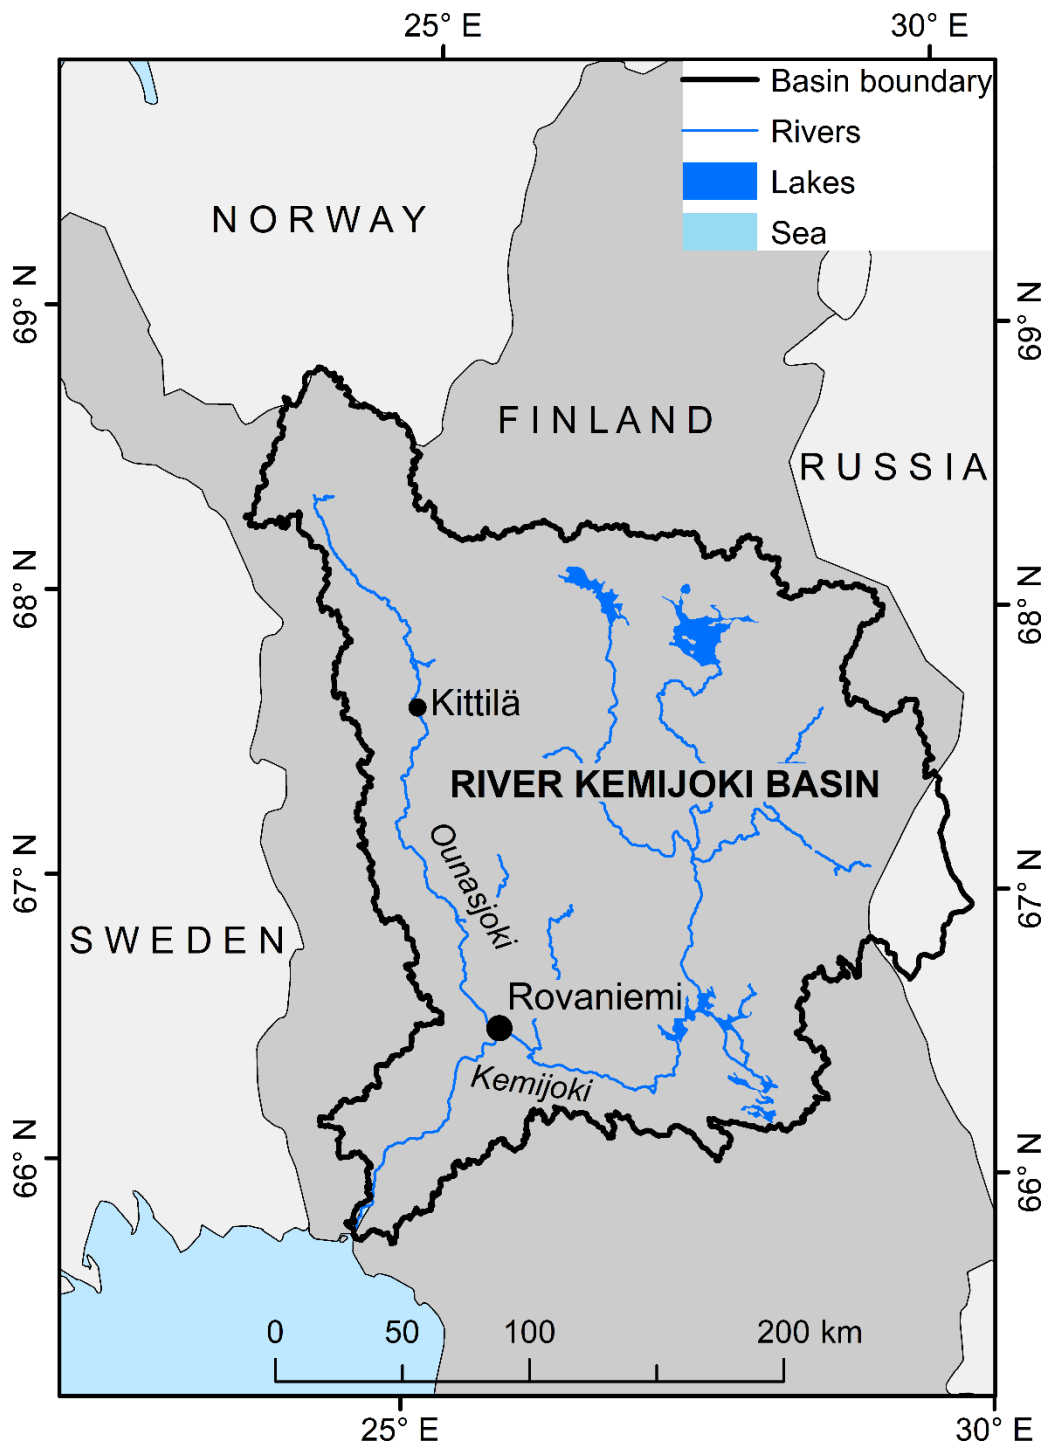 25° E
30° E
Basin boundary
Rivers
Lakes
Sea
NORWAY
69° N
69° N
FINLAND
RUSSIA
68° N
68° N
Kittilä
RIVER KEMIJOKI BASIN
Ounasjoki
67° N
67° N
SWEDEN
Rovaniemi
Kemijoki
66° N
66° N
0
50
100
200 km
25° E
30° E